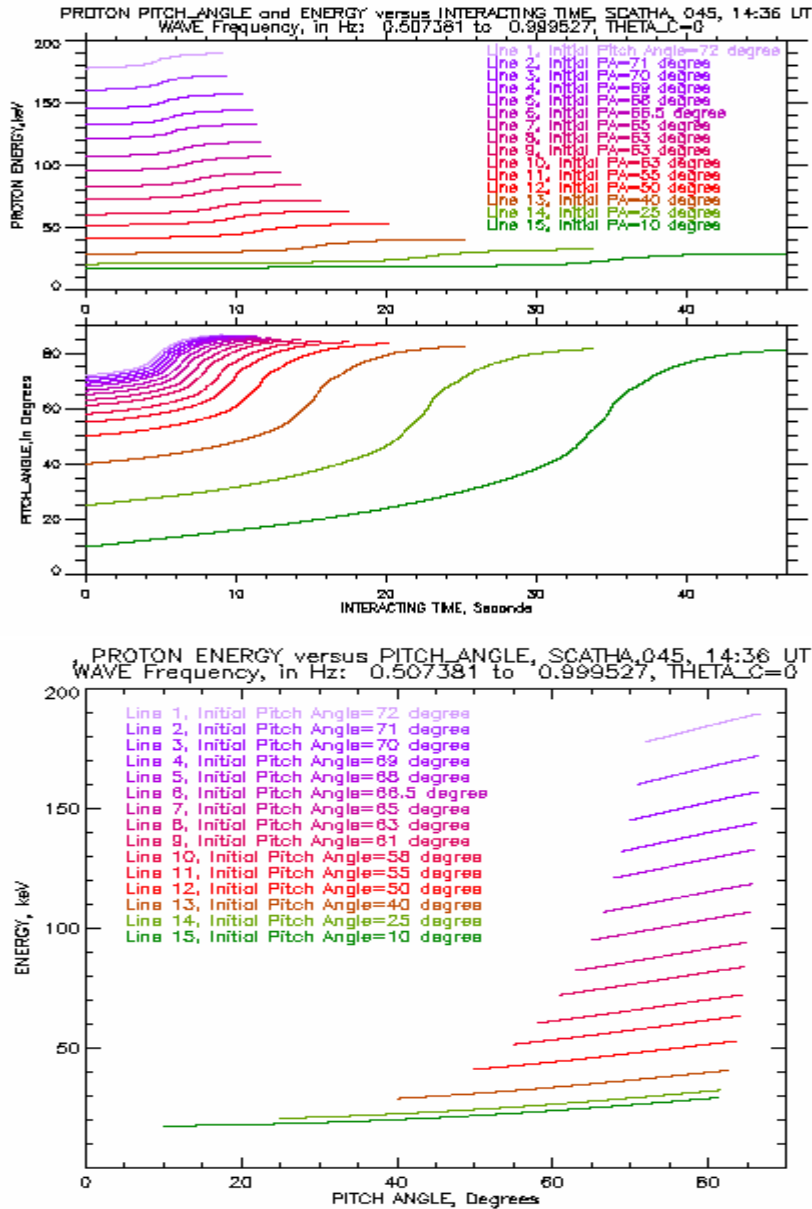 PROTON PITCH_ANGLE and ENERGY versus INTERACTING TIME, SCATHA, 045, 14:36 UT
WAVE Frequency, in Hz: 0.507381 to 0.999527, THETA_C=0
PROTON ENERGY,keV
200
150
100
50
0
Line 1, Initial Pitch Angle=72 degree
Line 2, Initial PA=71 degree
Line 3, Initial PA=70 degree
Line 4, Initial PA=69 degree
Line 5, Initial PA=68 degree
Line 6, Initial PA=66.5 degree
Line 7, Initial PA=65 degree
Line 8, Initial PA=63 degree
Line 9, Initial PA=63 degree
Line 10, Initial PA=63 degree
Line 11, Initial PA=55 degree
Line 12, Initial PA=50 degree
Line 13, Initial PA=40 degree
Line 14, Initial PA=25 degree
Line 15, Initial PA=10 degree
0 10 20 30 40
PITCH_ANGLE,In Degrees
80
60
40
20
0
0 10 20 30 40
INTERACTING TIME, Seconds
, PROTON ENERGY versus PITCH_ANGLE, SCATHA,045, 14:36 UT
WAVE Frequency, in Hz: 0.507381 to 0.999527, THETA_C=0
ENERGY, keV
200
150
100
50
0
Line 1, Initial Pitch Angle=72 degree
Line 2, Initial Pitch Angle=71 degree
Line 3, Initial Pitch Angle=70 degree
Line 4, Initial Pitch Angle=69 degree
Line 5, Initial Pitch Angle=68 degree
Line 6, Initial Pitch Angle=66.5 degree
Line 7, Initial Pitch Angle=65 degree
Line 8, Initial Pitch Angle=63 degree
Line 9, Initial Pitch Angle=61 degree
Line 10, Initial Pitch Angle=58 degree
Line 11, Initial Pitch Angle=55 degree
Line 12, Initial Pitch Angle=50 degree
Line 13, Initial Pitch Angle=40 degree
Line 14, Initial Pitch Angle=25 degree
Line 15, Initial Pitch Angle=10 degree
0 20 40 60 80
PITCH ANGLE, Degrees